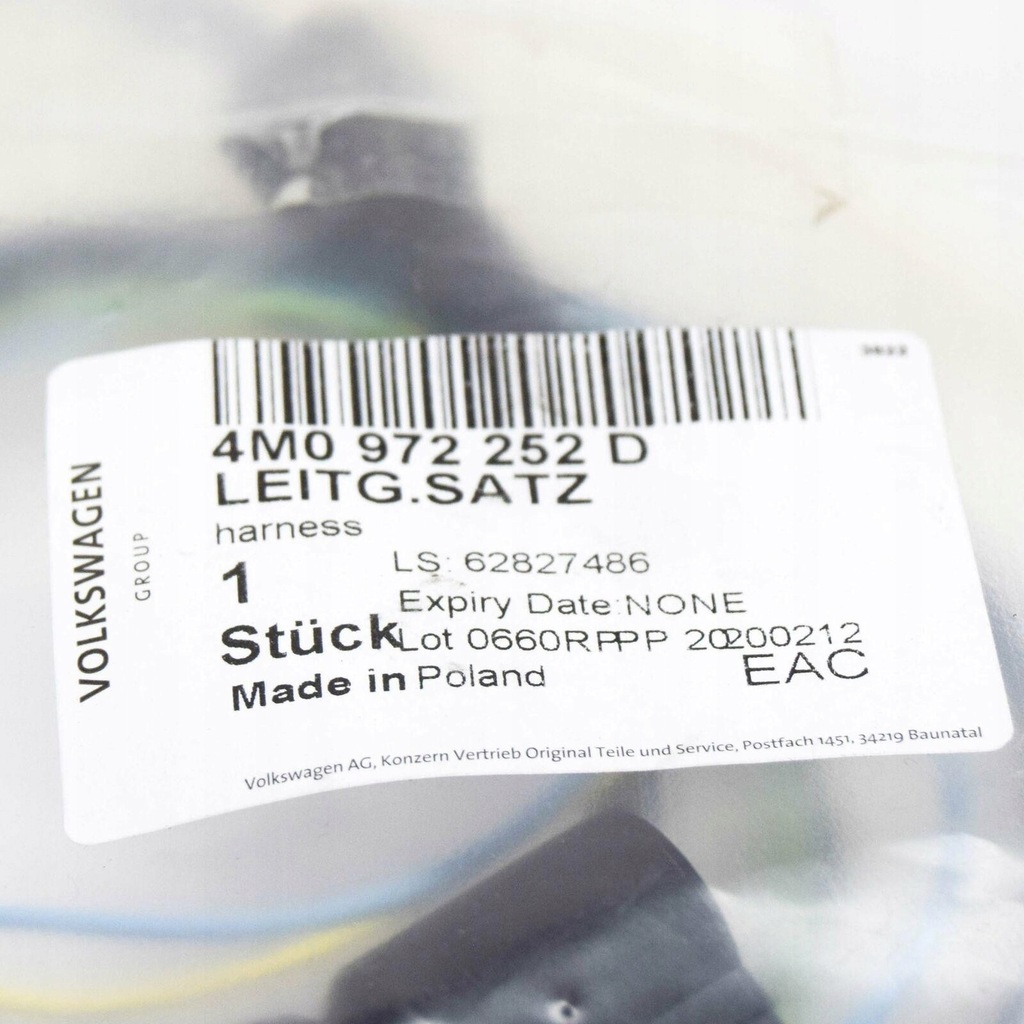 4M0 972 252 D
LEITG.SATZ
harness
1
Stück
LS: 62827486
Expiry Date:NONE
Lot 0660RPPP 20200212
EAC
Made in Poland
Volkswagen AG, Konzern Vertrieb Original Teile und Service, Postfach 1451, 34219 Baunatal
VOLKSWAGEN
GROUP